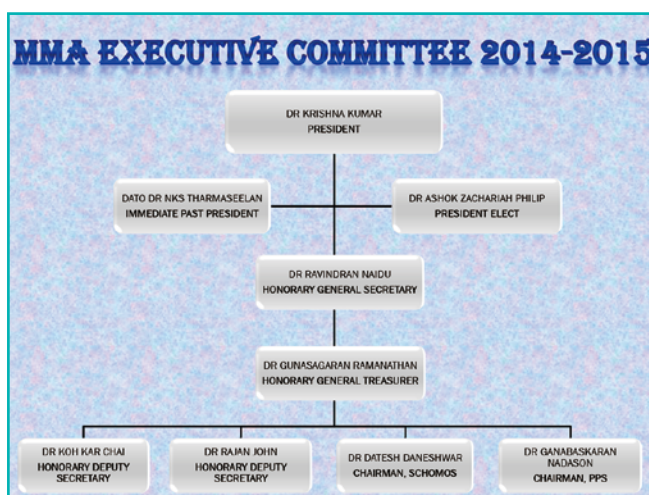 MMA EXECUTIVE COMMITTEE 2014-2015
DR KRISHNA KUMAR
PRESIDENT
DATO DR NKS THARMASEELAN
IMMEDIATE PAST PRESIDENT
DR ASHOK ZACHARIAH PHILIP
PRESIDENT ELECT
DR RAVINDRAN NAIDU
HONORARY GENERAL SECRETARY
DR GUNASAGARAN RAMANATHAN
HONORARY GENERAL TREASURER
DR KOH KAR CHAI
HONORARY DEPUTY
SECRETARY
DR RAJAN JOHN
HONORARY DEPUTY
SECRETARY
DR DATESH DANESHWAR
CHAIRMAN, SCHOMOS
DR GANABASKARAN
NADASON
CHAIRMAN, PPS